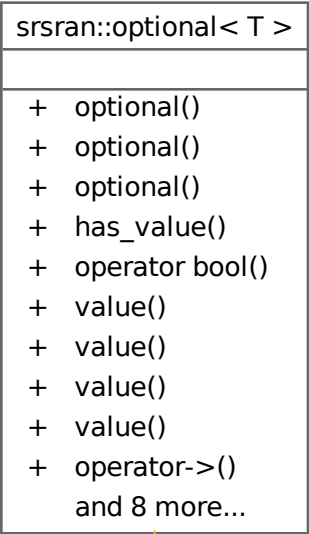 srsran::optional< T >
+ optional()
+ optional()
+ optional()
+ has_value()
+ operator bool()
+ value()
+ value()
+ value()
+ value()
+ operator->()
and 8 more...